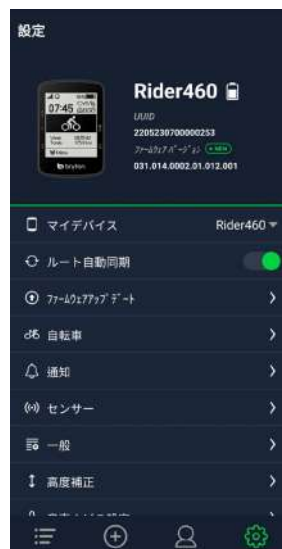 設定
07:45
bryton
Rider460
UUID
2205230700000253
ﾌｧｰﾑｳｪｱ ﾊﾞｰｼﾞｮﾝ NEW
031.014.0002.01.012.001
マイデバイス Rider460
ルート自動同期
ﾌｧｰﾑｳｪｱｱｯﾌﾟﾃﾞｰﾄ
自転車
通知
センサー
一般
高度補正